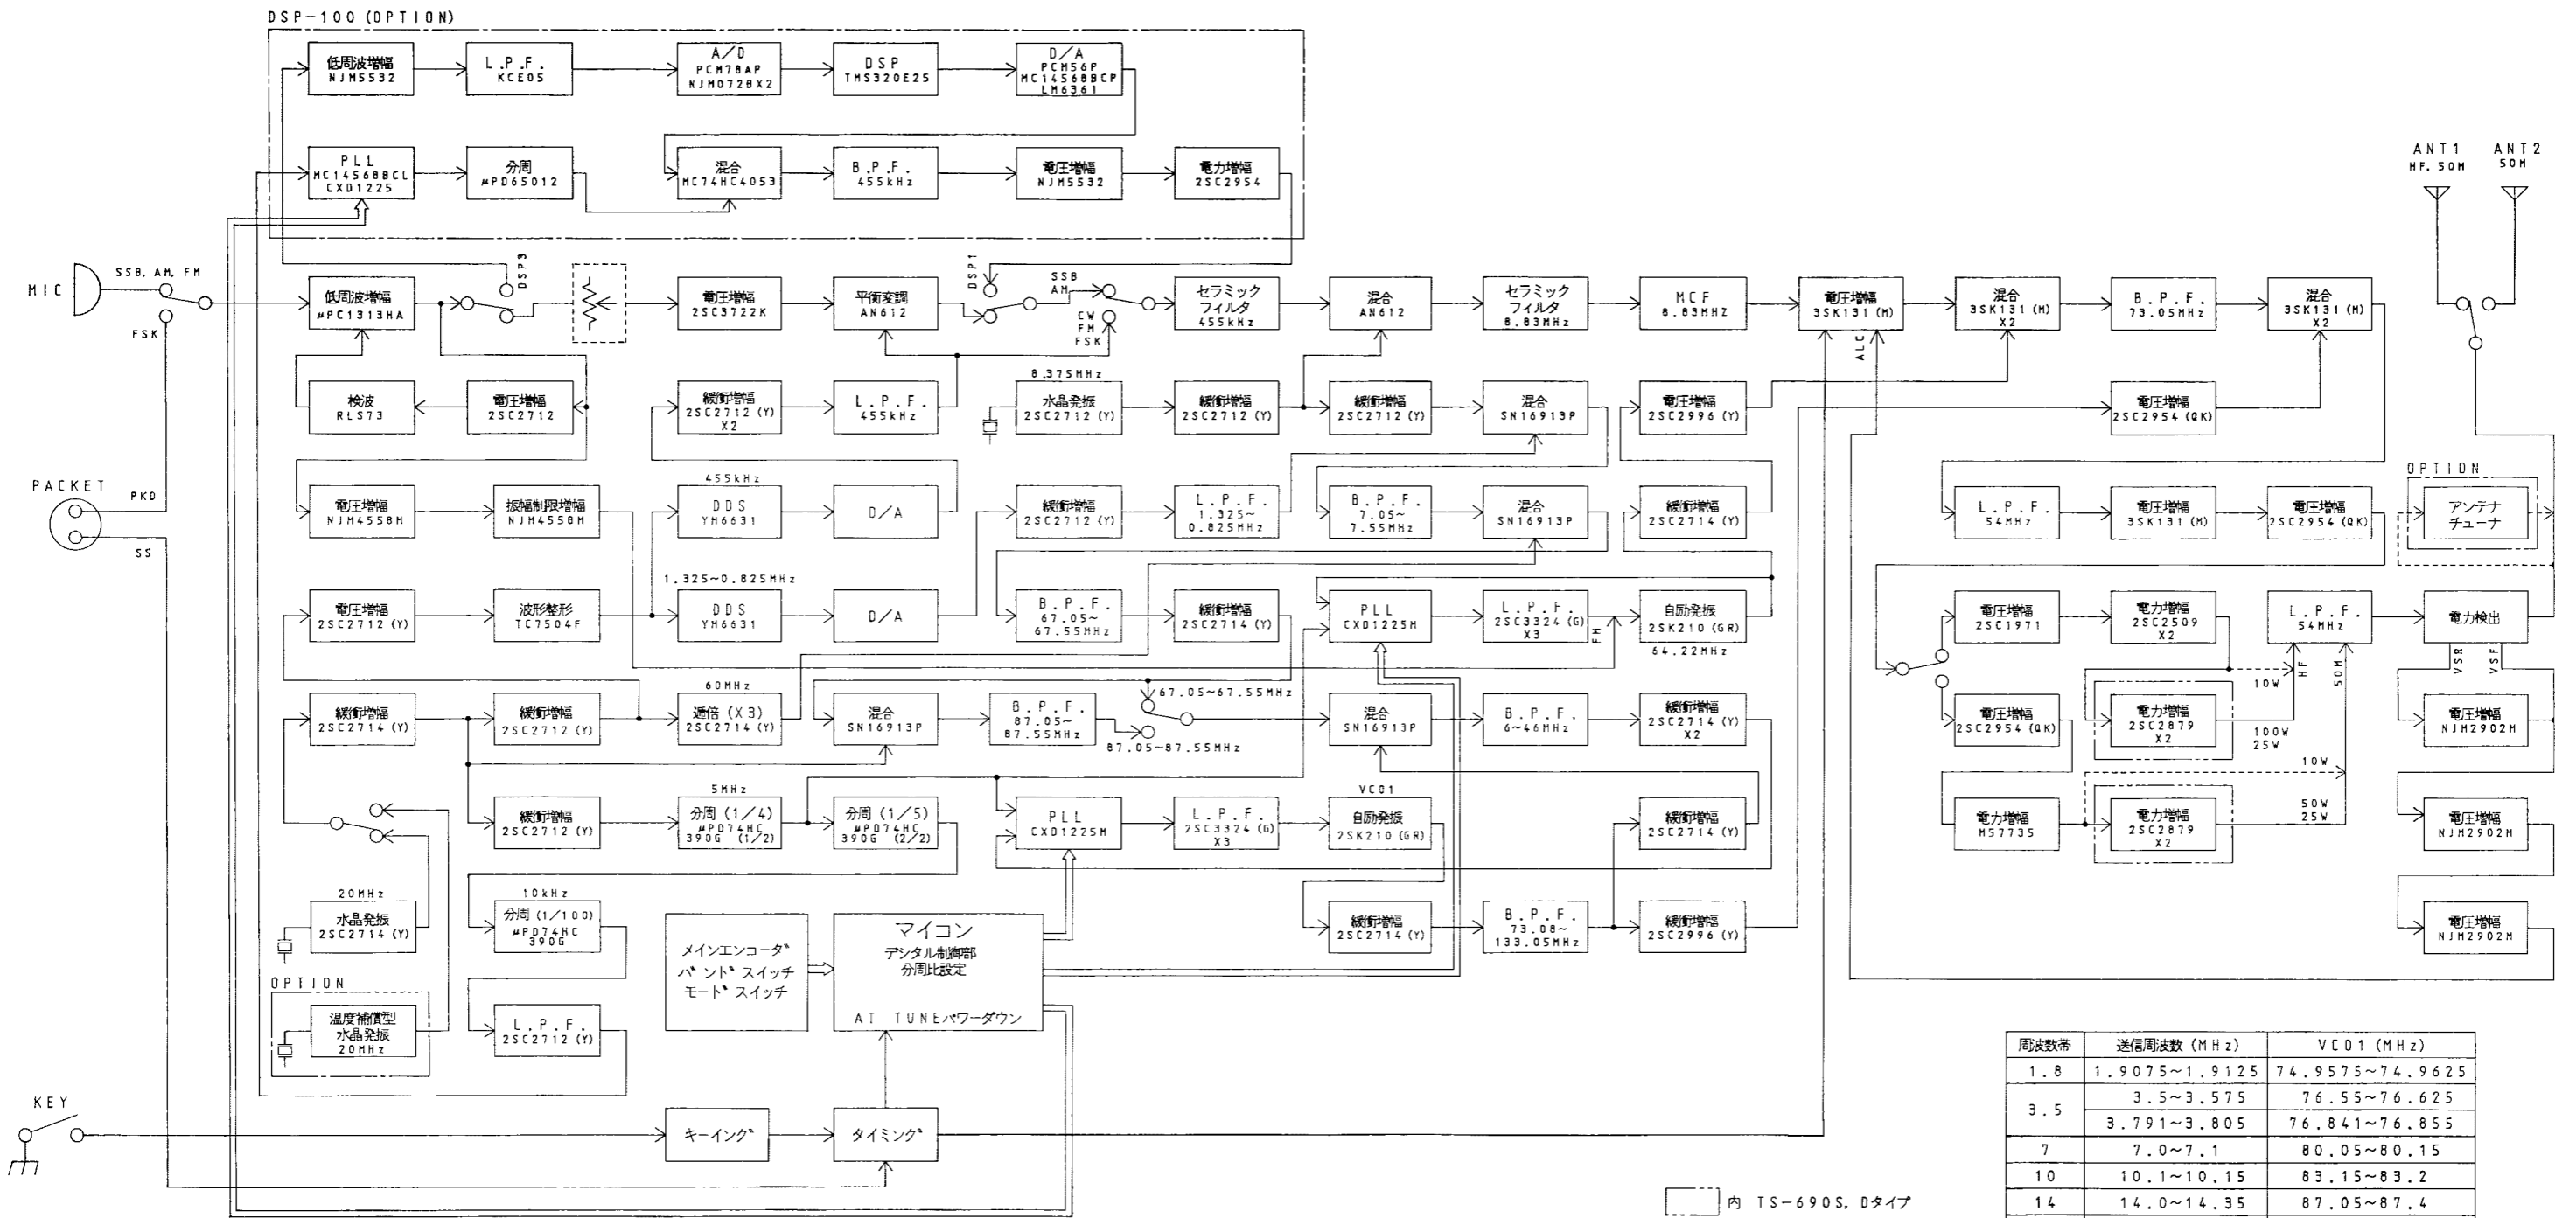 DSP-100 (OPTION)
低周波増幅
NJM5532
L.P.F.
KCE05
A/D
PCM78AP
NJM072BX2
DSP
TMS320E25
D/A
PCM56P
MC14568BCP
LM6361
PLL
MC14568BCL
CXD1225
分周
μPD65012
混合
MC74HC4053
B.P.F.
455kHz
電圧増幅
NJM5532
電力増幅
2SC2954
ANT1
HF, 50M
ANT2
50M
MIC
SSB, AM, FM
FSK
低周波増幅
μPC1313HA
DSP3
電圧増幅
2SC3722K
平衡変調
AN612
DSP1
SSB
AM
CW
FM
FSK
セラミック
フィルタ
455kHz
混合
AN612
セラミック
フィルタ
8.83MHz
MCF
8.83MHZ
電圧増幅
3SK131 (M)
ALC
混合
3SK131 (M)
X2
B.P.F.
73.05MHz
混合
3SK131 (M)
X2
検波
RLS73
電圧増幅
2SC2712
緩衝増幅
2SC2712 (Y)
X2
L.P.F.
455kHz
8.375MHz
水晶発振
2SC2712 (Y)
緩衝増幅
2SC2712 (Y)
緩衝増幅
2SC2712 (Y)
混合
SN16913P
電圧増幅
2SC2996 (Y)
電圧増幅
2SC2954 (QK)
PACKET
PKD
SS
電圧増幅
NJM4558M
振幅制限増幅
NJM4558M
455kHz
DDS
YM6631
D/A
緩衝増幅
2SC2712 (Y)
L.P.F.
1.325~
0.825MHz
B.P.F.
7.05~
7.55MHz
混合
SN16913P
緩衝増幅
2SC2714 (Y)
L.P.F.
54MHz
電圧増幅
3SK131 (M)
電圧増幅
2SC2954 (QK)
OPTION
アンテナ
チューナ
電圧増幅
2SC2712 (Y)
波形整形
TC7504F
1.325~0.825MHz
DDS
YM6631
D/A
B.P.F.
67.05~
67.55MHz
緩衝増幅
2SC2714 (Y)
PLL
CXD1225M
L.P.F.
2SC3324 (G)
X3
FM
自励発振
2SK210 (GR)
64.22MHz
電圧増幅
2SC1971
電力増幅
2SC2509
X2
L.P.F.
54MHz
電力検出
VSR
VSF
10W
HF
50M
緩衝増幅
2SC2714 (Y)
緩衝増幅
2SC2712 (Y)
60MHz
逓倍 (X3)
2SC2714 (Y)
混合
SN16913P
B.P.F.
87.05~
87.55MHz
67.05~67.55MHz
87.05~87.55MHz
混合
SN16913P
B.P.F.
6~46MHz
緩衝増幅
2SC2714 (Y)
X2
電圧増幅
2SC2954 (QK)
電力増幅
2SC2879
X2
100W
25W
電圧増幅
NJM2902M
10W
緩衝増幅
2SC2712 (Y)
5MHz
分周 (1/4)
μPD74HC
390G (1/2)
分周 (1/5)
μPD74HC
390G (2/2)
PLL
CXD1225M
L.P.F.
2SC3324 (G)
X3
VCO1
自励発振
2SK210 (GR)
緩衝増幅
2SC2714 (Y)
電力増幅
M57735
電力増幅
2SC2879
X2
50W
25W
電圧増幅
NJM2902M
20MHz
水晶発振
2SC2714 (Y)
10kHz
分周 (1/100)
μPD74HC
390G
メインエンコーダ
バンドスイッチ
モードスイッチ
マイコン
デシタル制御部
分周比設定
AT TUNEパワーダウン
緩衝増幅
2SC2714 (Y)
B.P.F.
73.08~
133.05MHz
緩衝増幅
2SC2996 (Y)
電圧増幅
NJM2902M
OPTION
温度補償型
水晶発振
20MHz
L.P.F.
2SC2712 (Y)
KEY
キーイング
タイミング
内 TS-690S, Dタイプ
周波数帯 送信周波数 (MHz) VCO1 (MHz)
1.8 1.9075~1.9125 74.9575~74.9625
3.5 3.5~3.575 76.55~76.625
3.791~3.805 76.841~76.855
7 7.0~7.1 80.05~80.15
10 10.1~10.15 83.15~83.2
14 14.0~14.35 87.05~87.4